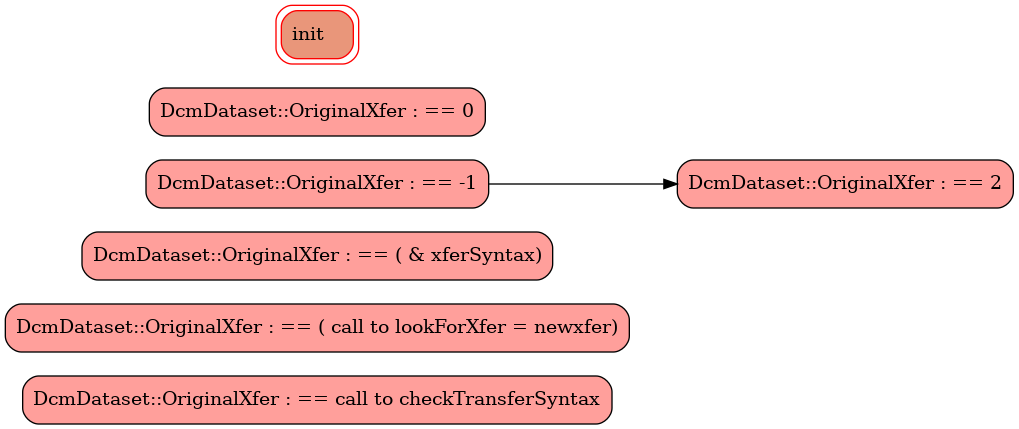 init
DcmDataset::OriginalXfer : == 0
DcmDataset::OriginalXfer : == -1
DcmDataset::OriginalXfer : == 2
DcmDataset::OriginalXfer : == ( & xferSyntax)
DcmDataset::OriginalXfer : == ( call to lookForXfer = newxfer)
DcmDataset::OriginalXfer : == call to checkTransferSyntax